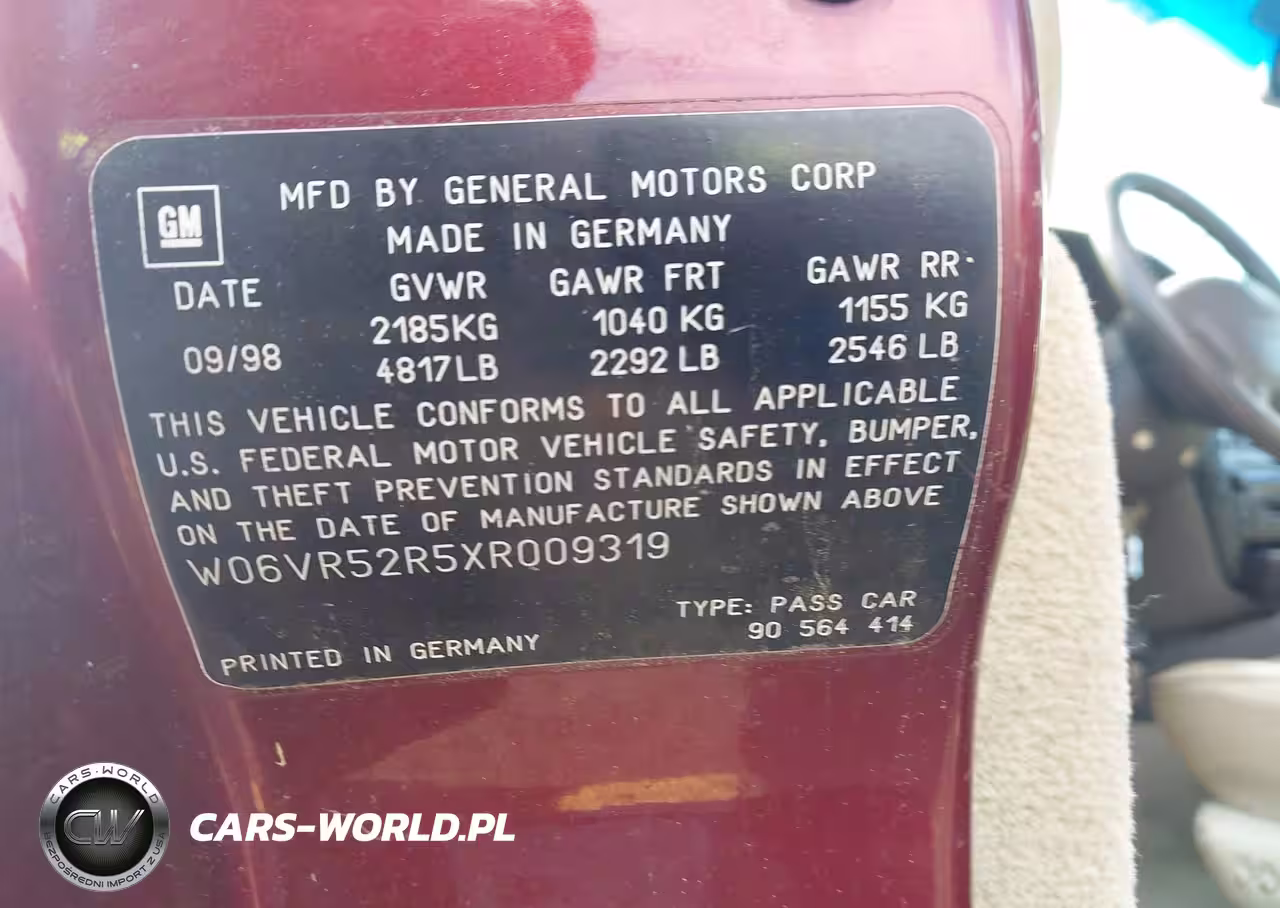 GM
MFD BY GENERAL MOTORS CORP
MADE IN GERMANY
DATE GVWR GAWR FRT GAWR RR
2185KG 1040 KG 1155 KG
09/98 4817LB 2292 LB 2546 LB
THIS VEHICLE CONFORMS TO ALL APPLICABLE
U.S. FEDERAL MOTOR VEHICLE SAFETY, BUMPER,
AND THEFT PREVENTION STANDARDS IN EFFECT
ON THE DATE OF MANUFACTURE SHOWN ABOVE
W06VR52R5XR009319
TYPE: PASS CAR
90 564 414
PRINTED IN GERMANY
CARS-WORLD
CW
BEZPOŚREDNI IMPORT Z USA
CARS-WORLD.PL